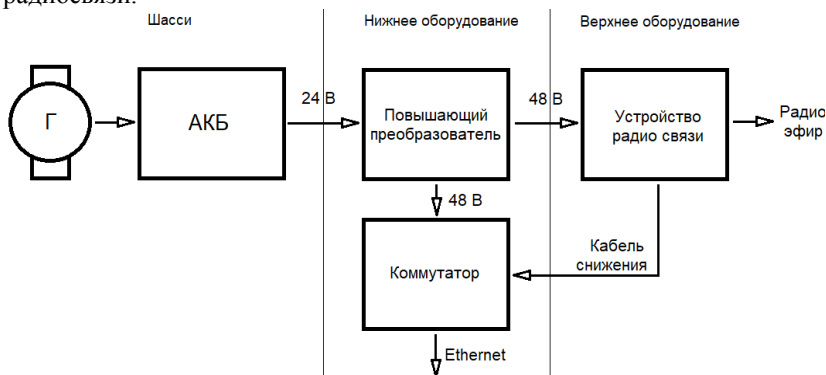 радиосвязи.
Шасси
Нижнее оборудование
Верхнее оборудование
Г
АКБ
24 В
Повышающий
преобразователь
48 В
Устройство
радио связи
Радио
эфир
48 В
Коммутатор
Кабель
снижения
Ethernet